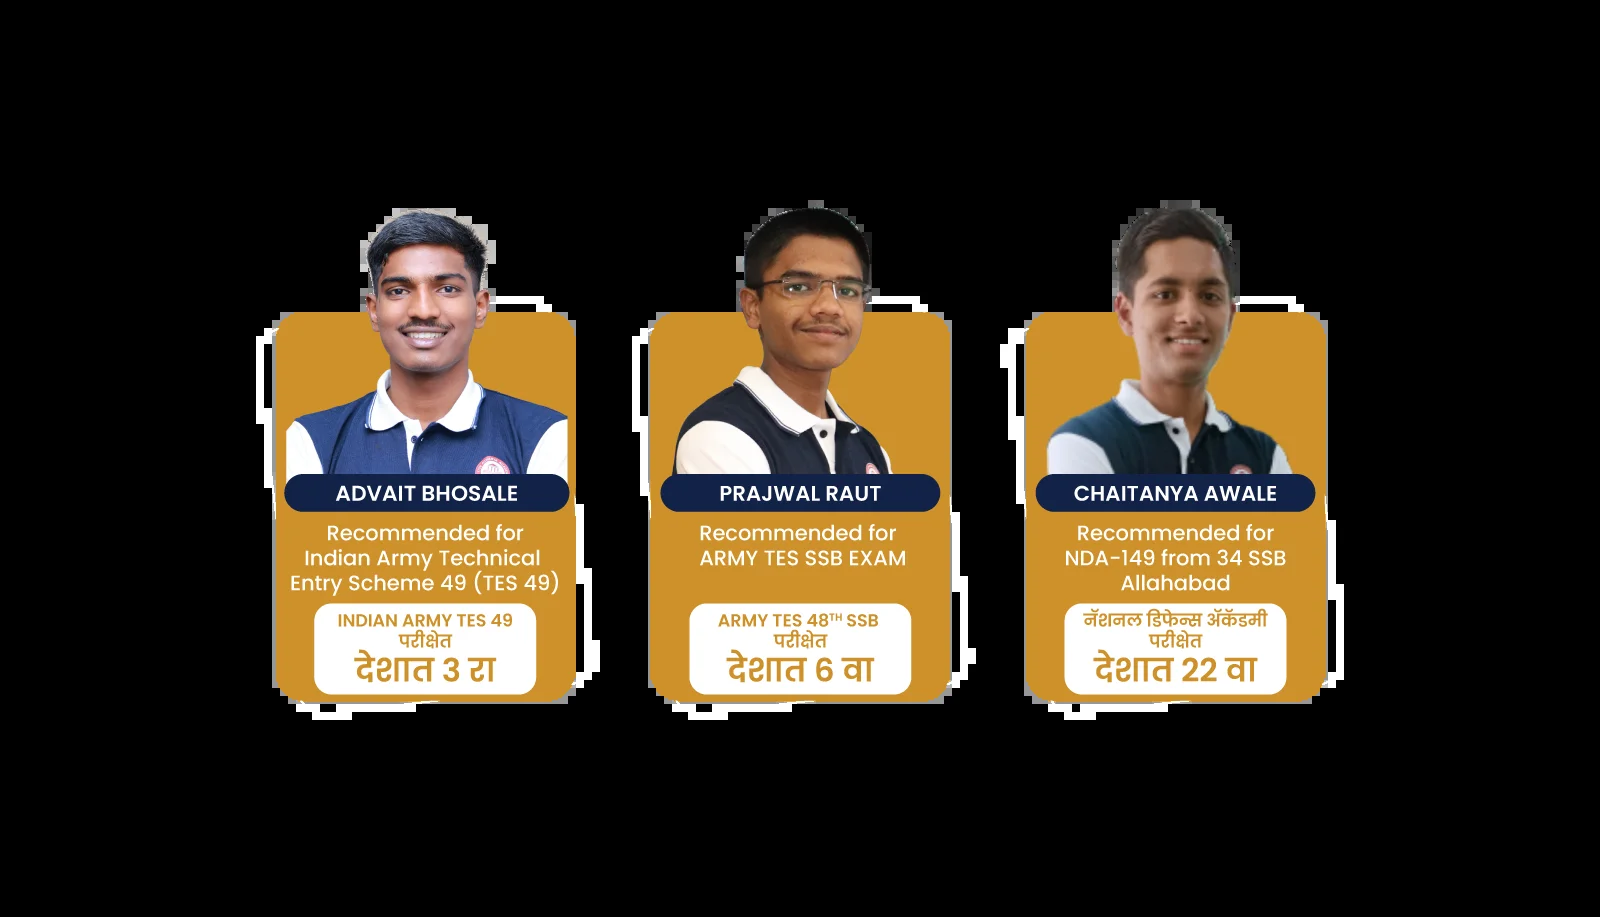 ADVAIT BHOSALE
Recommended for
Indian Army Technical
Entry Scheme 49 (TES 49)
INDIAN ARMY TES 49
परीक्षेत
देशात 3 रा
PRAJWAL RAUT
Recommended for
ARMY TES SSB EXAM
ARMY TES 48TH SSB
परीक्षेत
देशात 6 वा
CHAITANYA AWALE
Recommended for
NDA-149 from 34 SSB
Allahabad
नॅशनल डिफेन्स ॲकॅडमी
परीक्षेत
देशात 22 वा